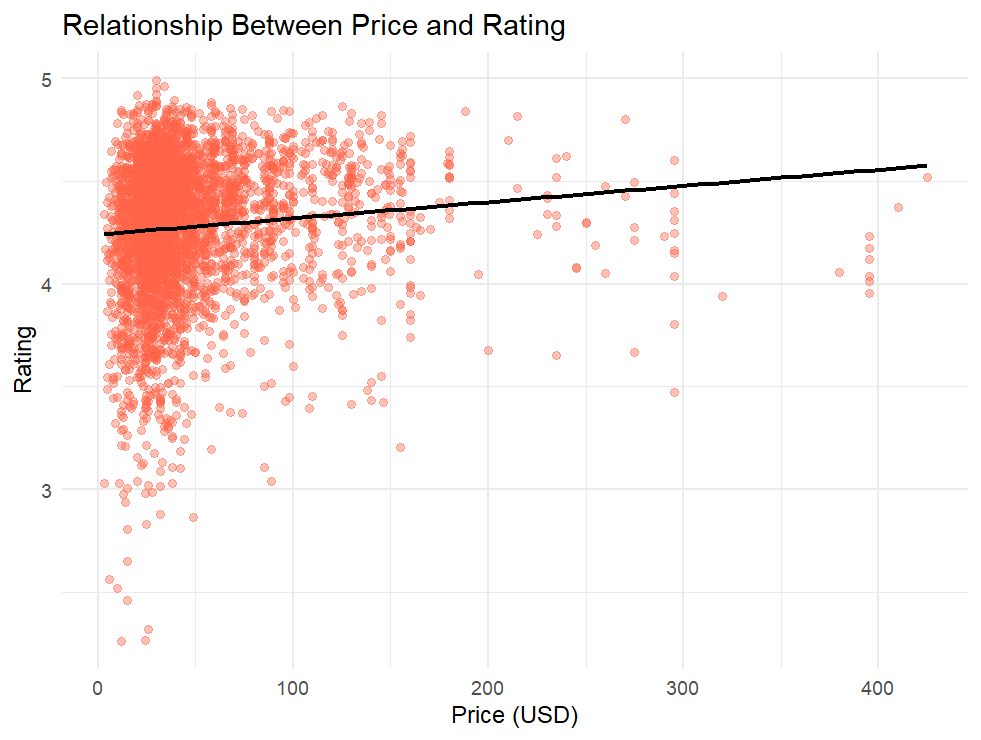 Relationship Between Price and Rating
5
4
3
Rating
0 100 200 300 400
Price (USD)